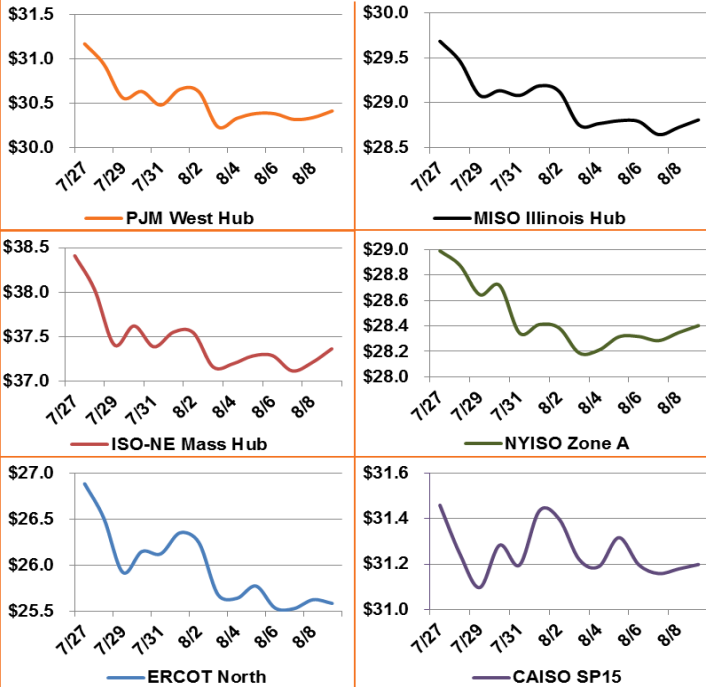 $31.5
$31.0
$30.5
$30.0
7/27 7/29 7/31 8/2 8/4 8/6 8/8
PJM West Hub
$30.0
$29.5
$29.0
$28.5
7/27 7/29 7/31 8/2 8/4 8/6 8/8
MISO Illinois Hub
$38.5
$38.0
$37.5
$37.0
7/27 7/29 7/31 8/2 8/4 8/6 8/8
ISO-NE Mass Hub
$29.0
$28.8
$28.6
$28.4
$28.2
$28.0
7/27 7/29 7/31 8/2 8/4 8/6 8/8
NYISO Zone A
$27.0
$26.5
$26.0
$25.5
7/27 7/29 7/31 8/2 8/4 8/6 8/8
ERCOT North
$31.6
$31.4
$31.2
$31.0
7/27 7/29 7/31 8/2 8/4 8/6 8/8
CAISO SP15